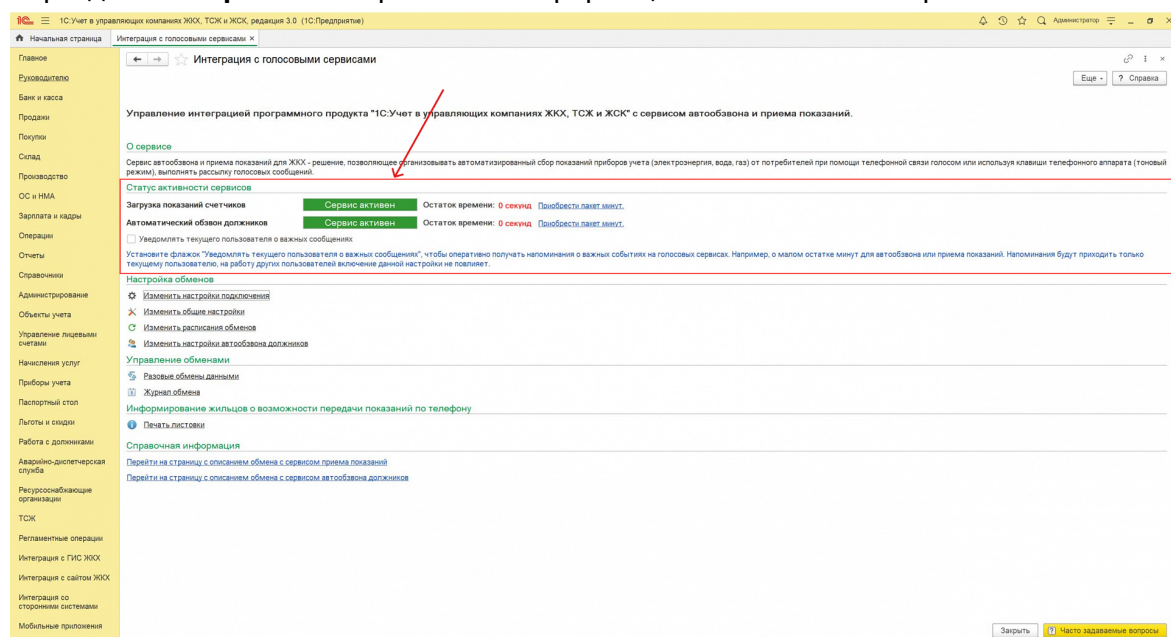 1С:Учет в управляющих компаниях ЖКХ, ТСЖ и ЖСК, редакция 3.0 (1С:Предприятие)
Администратор
Начальная страница
Интеграция с голосовыми сервисами ×
Главное
Руководителю
Банк и касса
Продажи
Покупки
Склад
Производство
ОС и НМА
Зарплата и кадры
Операции
Отчеты
Справочники
Администрирование
Объекты учета
Управление лицевыми
счетами
Начисления услуг
Приборы учета
Паспортный стол
Льготы и скидки
Работа с должниками
Аварийно-диспетчерская
служба
Ресурсоснабжающие
организации
ТСЖ
Регламентные операции
Интеграция с ГИС ЖКХ
Интеграция с сайтом ЖКХ
Интеграция со
сторонними системами
Мобильные приложения
Интеграция с голосовыми сервисами
Еще
? Справка
Управление интеграцией программного продукта "1С:Учет в управляющих компаниях ЖКХ, ТСЖ и ЖСК" с сервисом автообзвона и приема показаний.
О сервисе
Сервис автообзвона и приема показаний для ЖКХ - решение, позволяющее организовывать автоматизированный сбор показаний приборов учета (электроэнергия, вода, газ) от потребителей при помощи телефонной связи голосом или используя клавиши телефонного аппарата (тоновый
режим), выполнять рассылку голосовых сообщений.
Статус активности сервисов
Загрузка показаний счетчиков Сервис активен Остаток времени: 0 секунд Приобрести пакет минут.
Автоматический обзвон должников Сервис активен Остаток времени: 0 секунд Приобрести пакет минут.
Уведомлять текущего пользователя о важных сообщениях
Установите флажок "Уведомлять текущего пользователя о важных сообщениях", чтобы оперативно получать напоминания о важных событиях на голосовых сервисах. Например, о малом остатке минут для автообзвона или приема показаний. Напоминания будут приходить только
текущему пользователю, на работу других пользователей включение данной настройки не повлияет.
Настройка обменов
Изменить настройки подключения
Изменить общие настройки
Изменить расписания обменов
Изменить настройки автообзвона должников
Управление обменами
Разовые обмены данными
Журнал обмена
Информирование жильцов о возможности передачи показаний по телефону
Печать листовки
Справочная информация
Перейти на страницу с описанием обмена с сервисом приема показаний
Перейти на страницу с описанием обмена с сервисом автообзвона должников
Закрыть
? Часто задаваемые вопросы